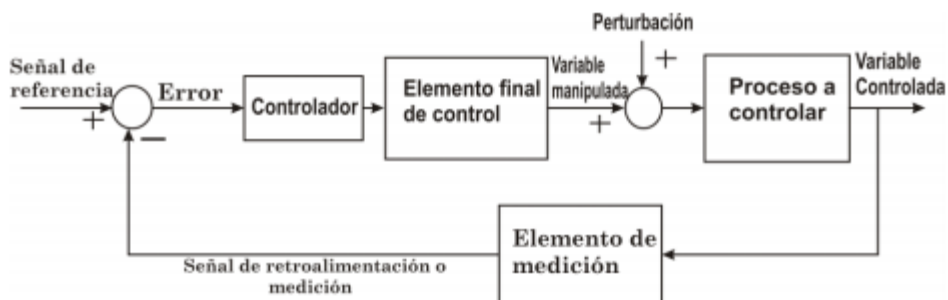 Señal de
referencia
+
−
Error
Controlador
Elemento final
de control
Variable
manipulada
+
Perturbación
+
Proceso a
controlar
Variable
Controlada
Elemento de
medición
Señal de retroalimentación o
medición